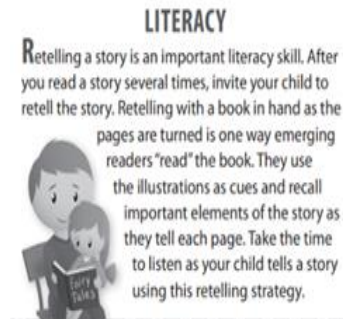 LITERACY
Retelling a story is an important literacy skill. After
you read a story several times, invite your child to
retell the story. Retelling with a book in hand as the
pages are turned is one way emerging
readers “read” the book. They use
the illustrations as cues and recall
important elements of the story as
they tell each page. Take the time
to listen as your child tells a story
using this retelling strategy.
Fairy
Tales